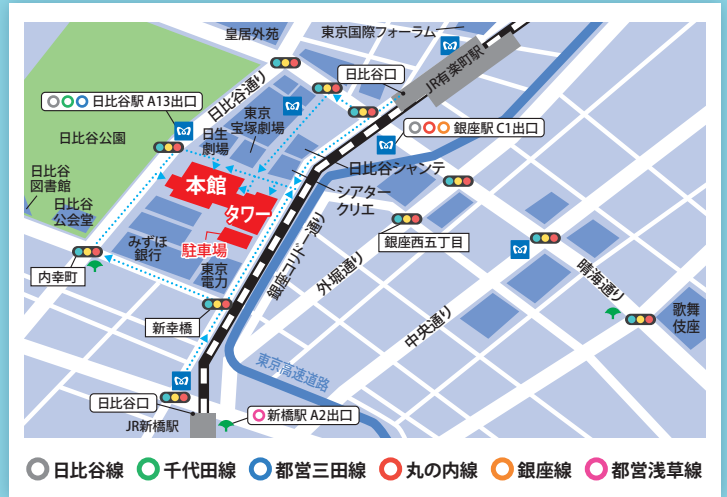 皇居外苑
東京国際フォーラム
日比谷口
JR有楽町駅
日比谷通り
日比谷駅 A13出口
東京
宝塚劇場
日生
劇場
銀座駅 C1出口
日比谷公園
日比谷シャンテ
日比谷
図書館
本館
シアター
クリエ
日比谷
公会堂
タワー
銀座西五丁目
みずほ
銀行
駐車場
内幸町
東京
電力
銀座コリドー通り
外堀通り
晴海通り
新幸橋
中央通り
歌舞
伎座
東京高速道路
日比谷口
新橋駅 A2出口
JR新橋駅
日比谷線
千代田線
都営三田線
丸の内線
銀座線
都営浅草線